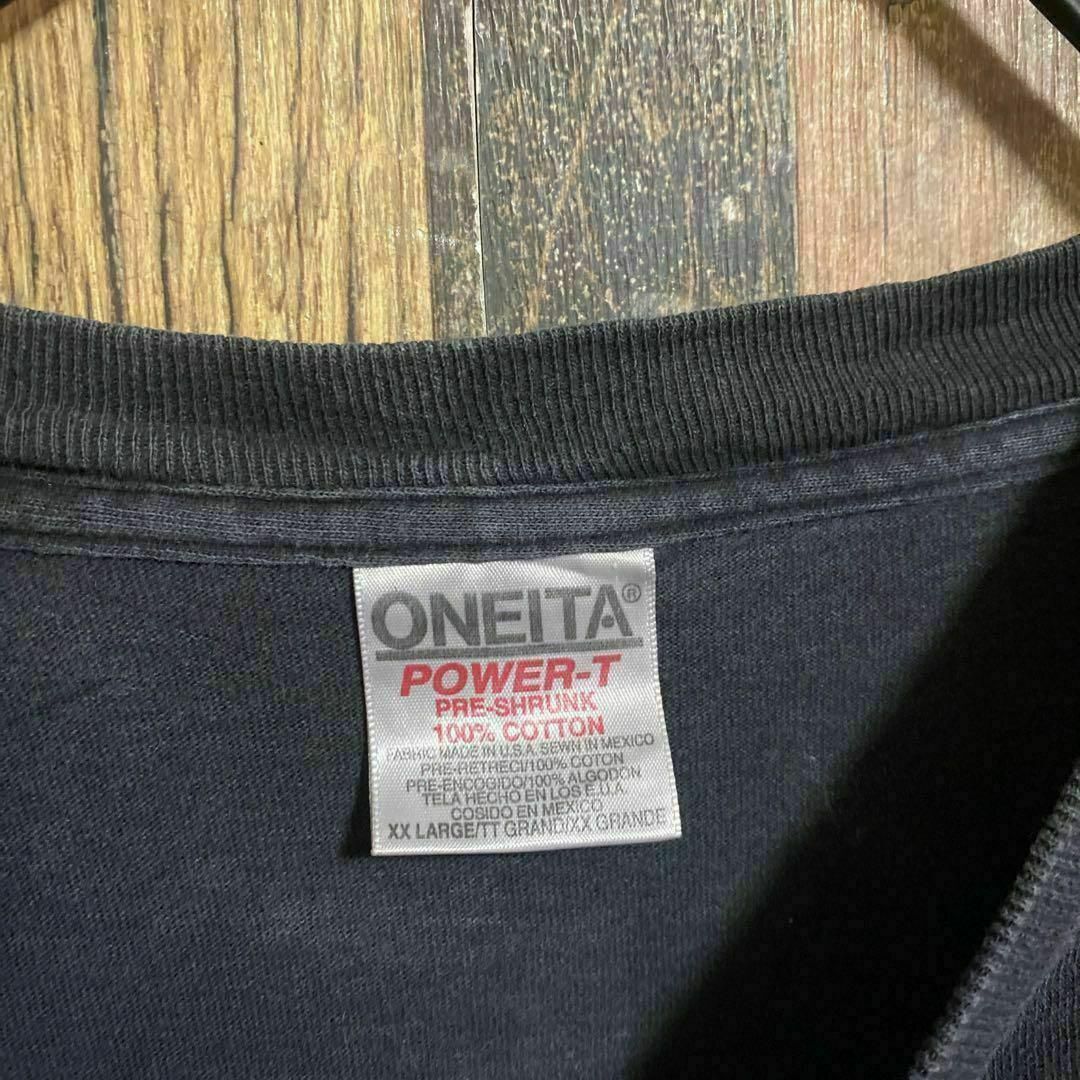 ONEITA®
POWER-T
PRE-SHRUNK
100% COTTON
FABRIC MADE IN U.S.A. SEWN IN MEXICO
PRE-RETRECI/100% COTON
PRE-ENCOGIDO/100% ALGODON
TELA HECHO EN LOS E.U.A.
COSIDO EN MEXICO
XX LARGE/TT GRAND/XX GRANDE